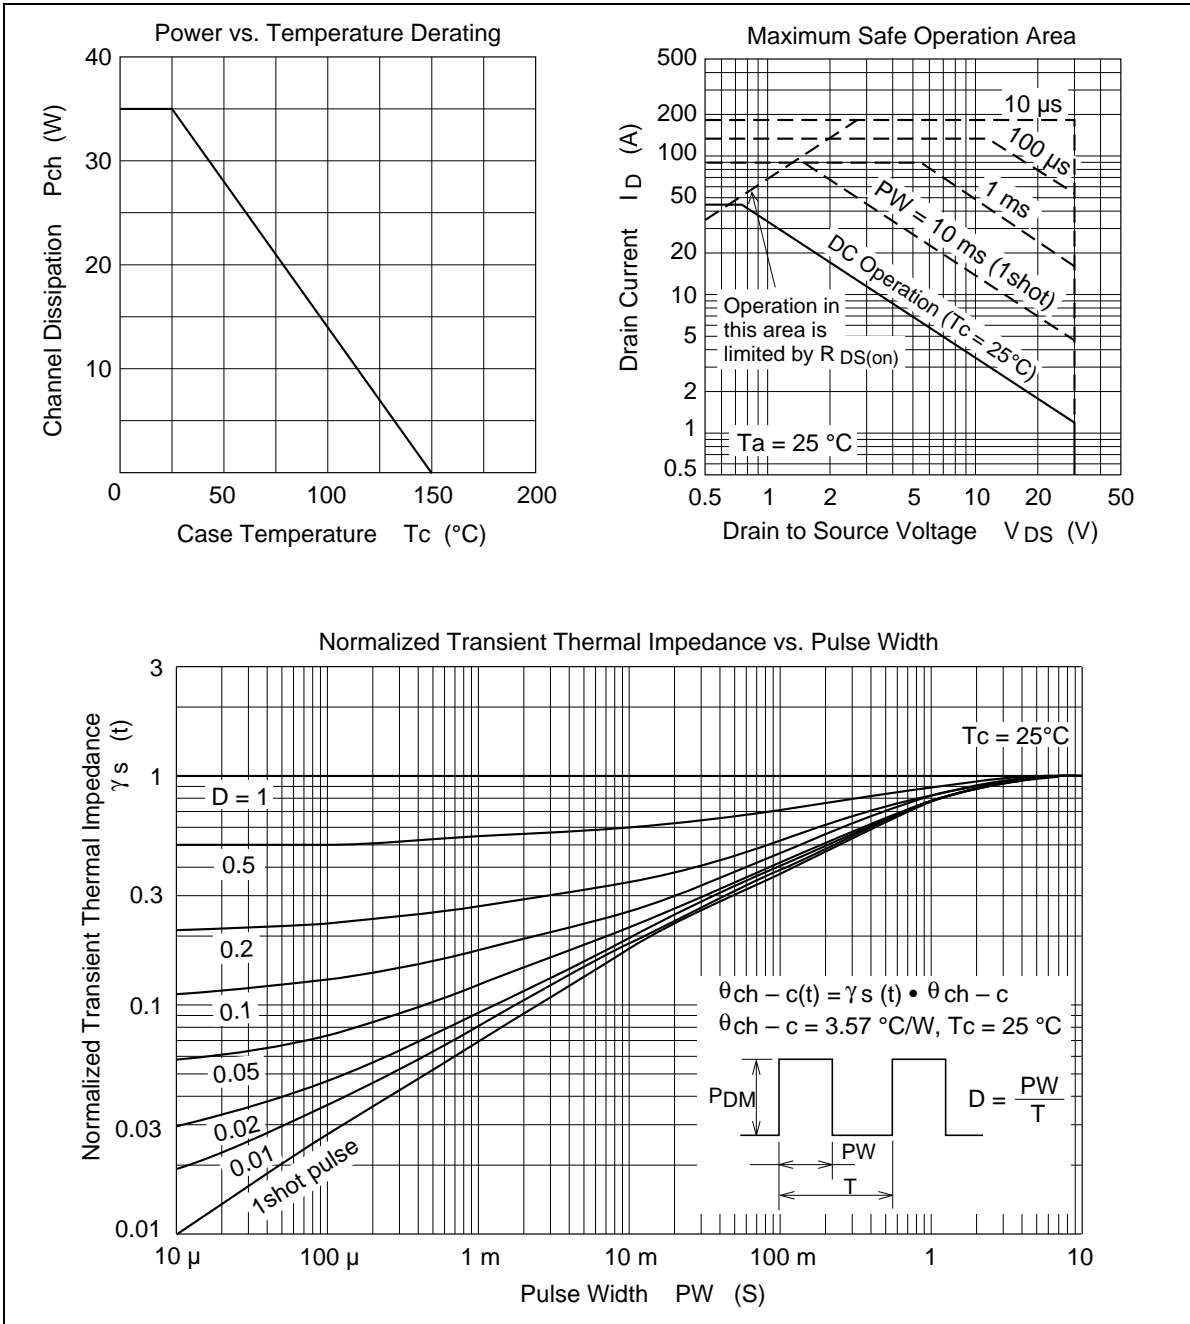 Power vs. Temperature Derating
40
30
20
10
0
50
100
150
200
Channel Dissipation Pch (W)
Case Temperature Tc (°C)
Maximum Safe Operation Area
500
200
100
50
20
10
5
2
1
0.5
0.5
1
2
5
10
20
50
Drain Current I D (A)
Drain to Source Voltage V DS (V)
10 µs
100 µs
1 ms
PW = 10 ms (1shot)
DC Operation (Tc = 25°C)
Operation in
this area is
limited by R DS(on)
Ta = 25 °C
Normalized Transient Thermal Impedance vs. Pulse Width
3
1
0.3
0.1
0.03
0.01
10 µ
100 µ
1 m
10 m
100 m
1
10
Normalized Transient Thermal Impedance
γ s (t)
Pulse Width PW (S)
Tc = 25°C
D = 1
0.5
0.2
0.1
0.05
0.02
0.01
1shot pulse
θ ch – c(t) = γ s (t) • θ ch – c
θ ch – c = 3.57 °C/W, Tc = 25 °C
PDM
D = PW
T
PW
T